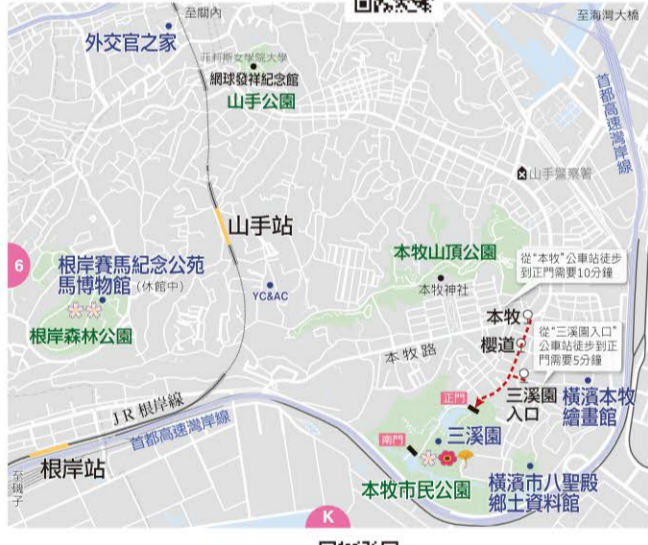 至關內
至海灣大橋
外交官之家
菲利斯女學院大學
網球發祥紀念館
山手公園
首都高速灣岸線
山手警察署
山手站
本牧山頂公園
從“本牧”公車站徒步
到正門需要10分鐘
6
根岸賽馬紀念公苑
馬博物館（休館中）
YC&AC
本牧神社
根岸森林公園
本牧
從“三溪園入口”
公車站徒步到正
門需要5分鐘
櫻道
本牧路
JR 根岸線
首都高速灣岸線
正門
三溪園
入口
橫濱本牧
繪畫館
根岸站
至磯子
南門
三溪園
本牧市民公園
橫濱市八聖殿
鄉土資料館
K